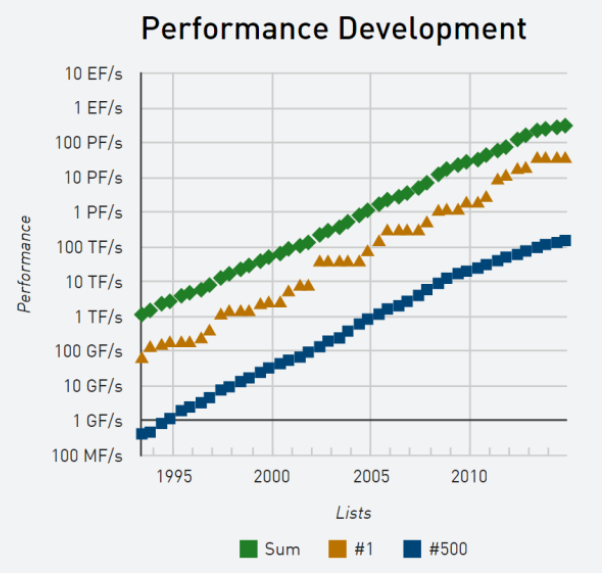 Performance Development
10 EF/s
1 EF/s
100 PF/s
10 PF/s
1 PF/s
100 TF/s
10 TF/s
1 TF/s
100 GF/s
10 GF/s
1 GF/s
100 MF/s
Performance
1995 2000 2005 2010
Lists
Sum #1 #500